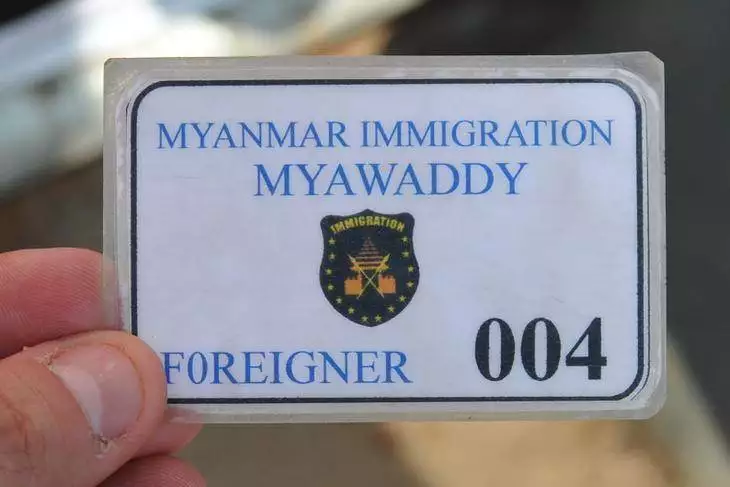 MYANMAR IMMIGRATION
MYAWADDY
IMMIGRATION
F0REIGNER
004